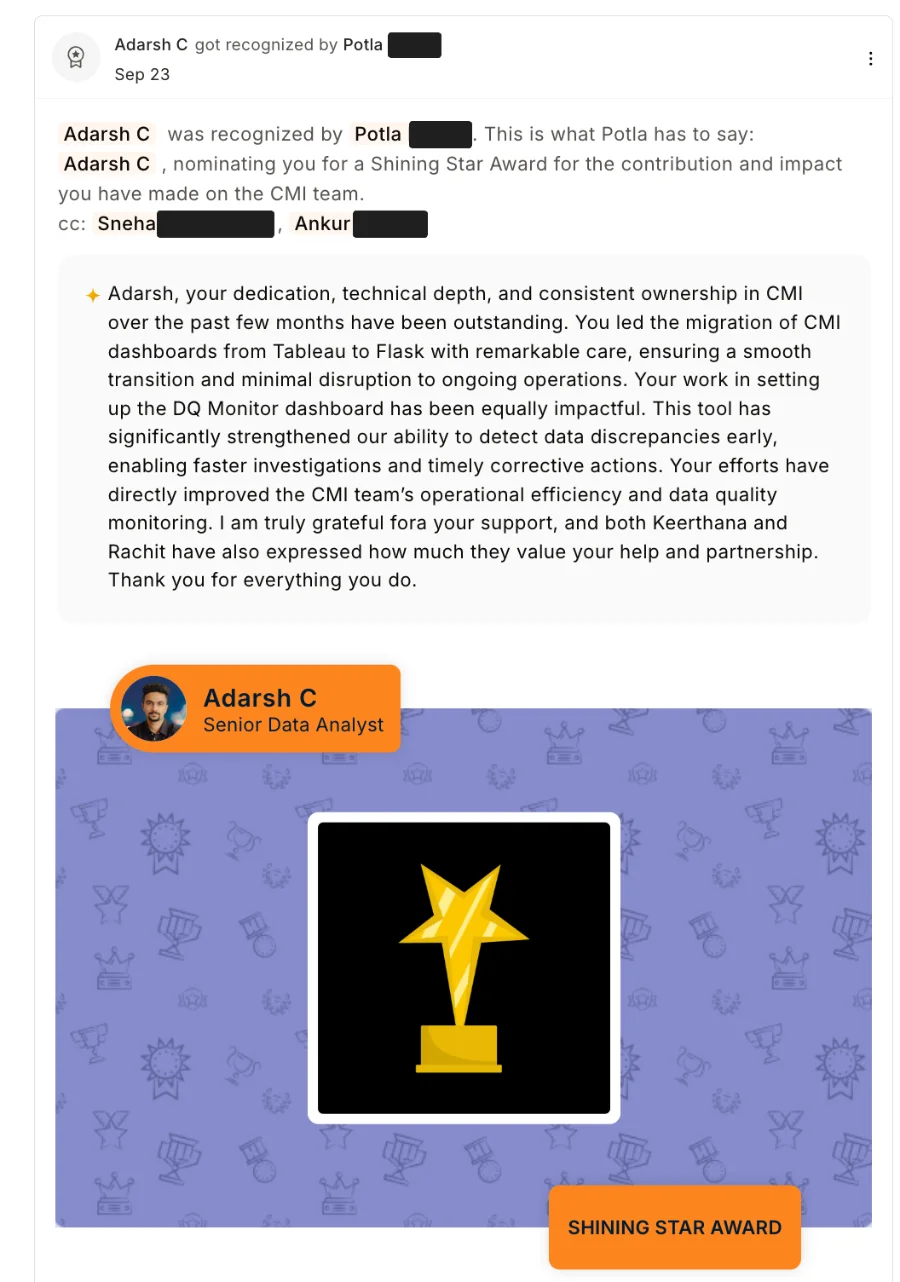 Adarsh C got recognized by Potla
Sep 23
Adarsh C was recognized by Potla . This is what Potla has to say:
Adarsh C , nominating you for a Shining Star Award for the contribution and impact
you have made on the CMI team.
cc: Sneha , Ankur
Adarsh, your dedication, technical depth, and consistent ownership in CMI
over the past few months have been outstanding. You led the migration of CMI
dashboards from Tableau to Flask with remarkable care, ensuring a smooth
transition and minimal disruption to ongoing operations. Your work in setting
up the DQ Monitor dashboard has been equally impactful. This tool has
significantly strengthened our ability to detect data discrepancies early,
enabling faster investigations and timely corrective actions. Your efforts have
directly improved the CMI team’s operational efficiency and data quality
monitoring. I am truly grateful fora your support, and both Keerthana and
Rachit have also expressed how much they value your help and partnership.
Thank you for everything you do.
Adarsh C
Senior Data Analyst
SHINING STAR AWARD